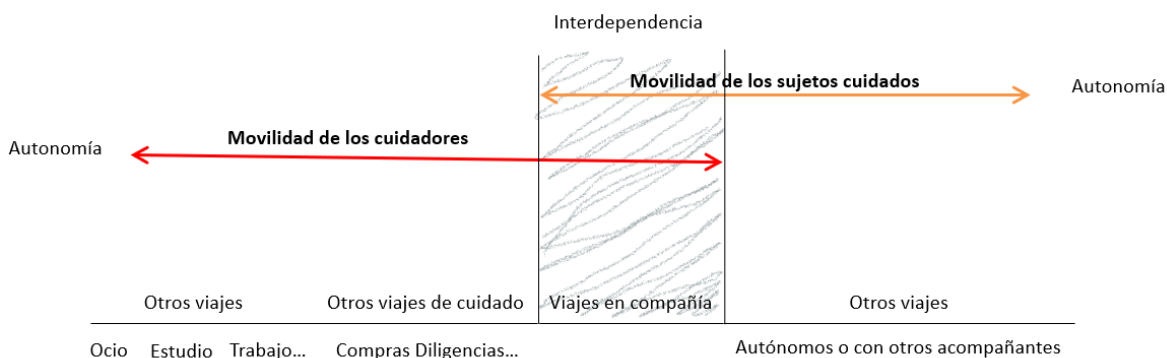 Interdependencia
Movilidad de los sujetos cuidados
Autonomía
Movilidad de los cuidadores
Autonomía
Otros viajes
Otros viajes de cuidado
Viajes en compañía
Otros viajes
Ocio
Estudio
Trabajo...
Compras Diligencias...
Autónomos o con otros acompañantes